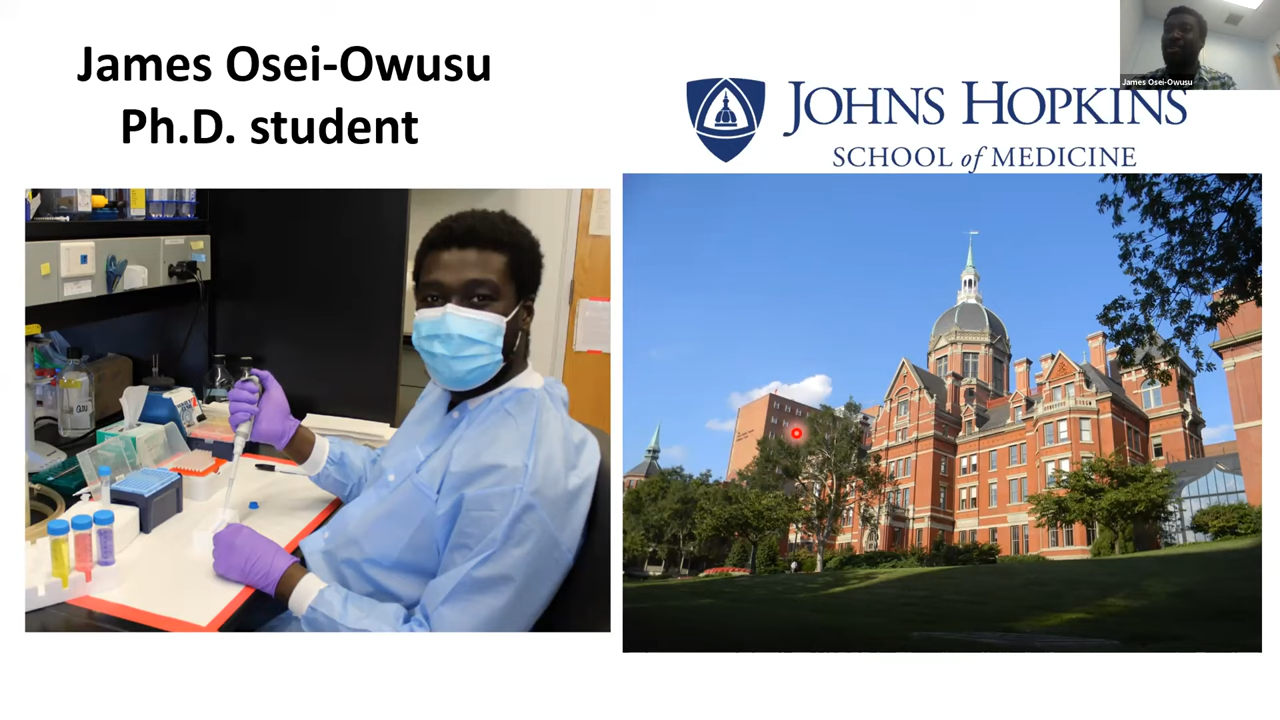 James Osei-Owusu
Ph.D. student
JOHNS HOPKINS
SCHOOL of MEDICINE
James Osei-Owusu